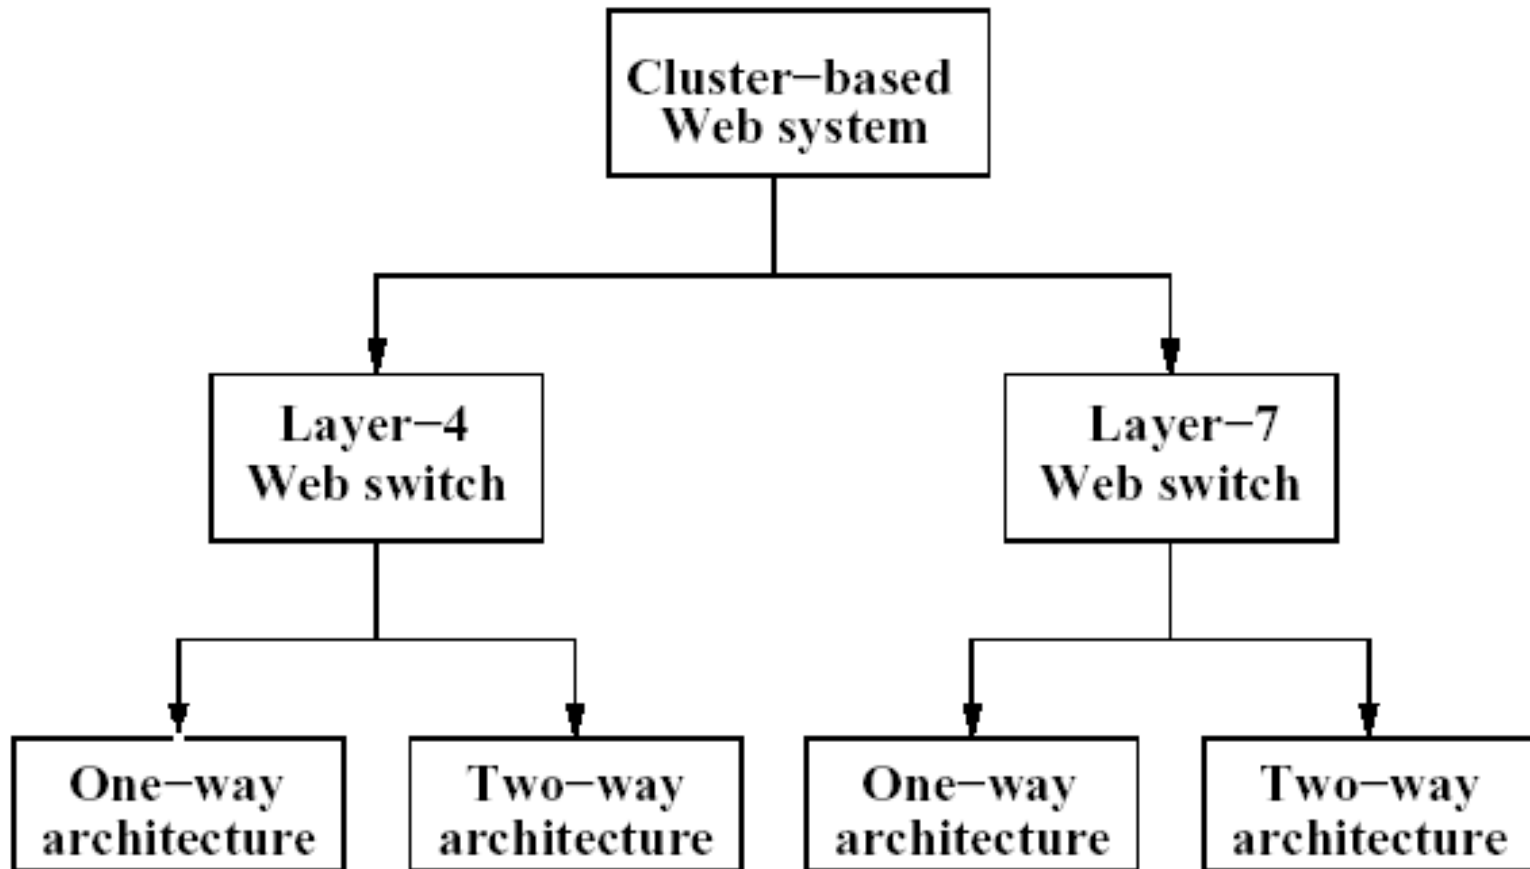 Cluster−based
Web system
Layer−4
Web switch
Layer−7
Web switch
One−way
architecture
Two−way
architecture
One−way
architecture
Two−way
architecture